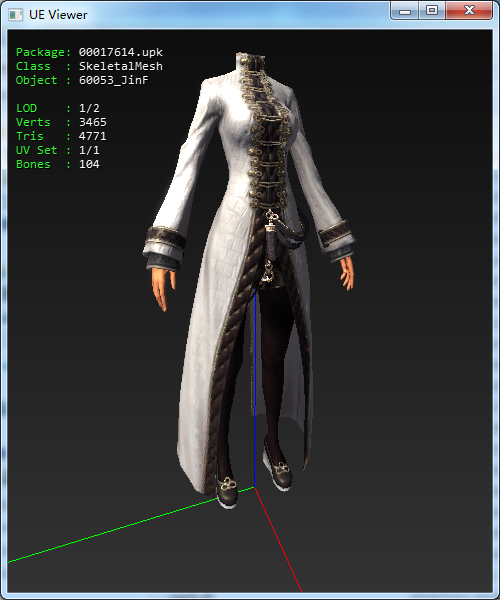 UE Viewer
Package: 00017614.upk
Class : SkeletalMesh
Object : 60053_JinF
LOD : 1/2
Verts : 3465
Tris : 4771
UV Set : 1/1
Bones : 104